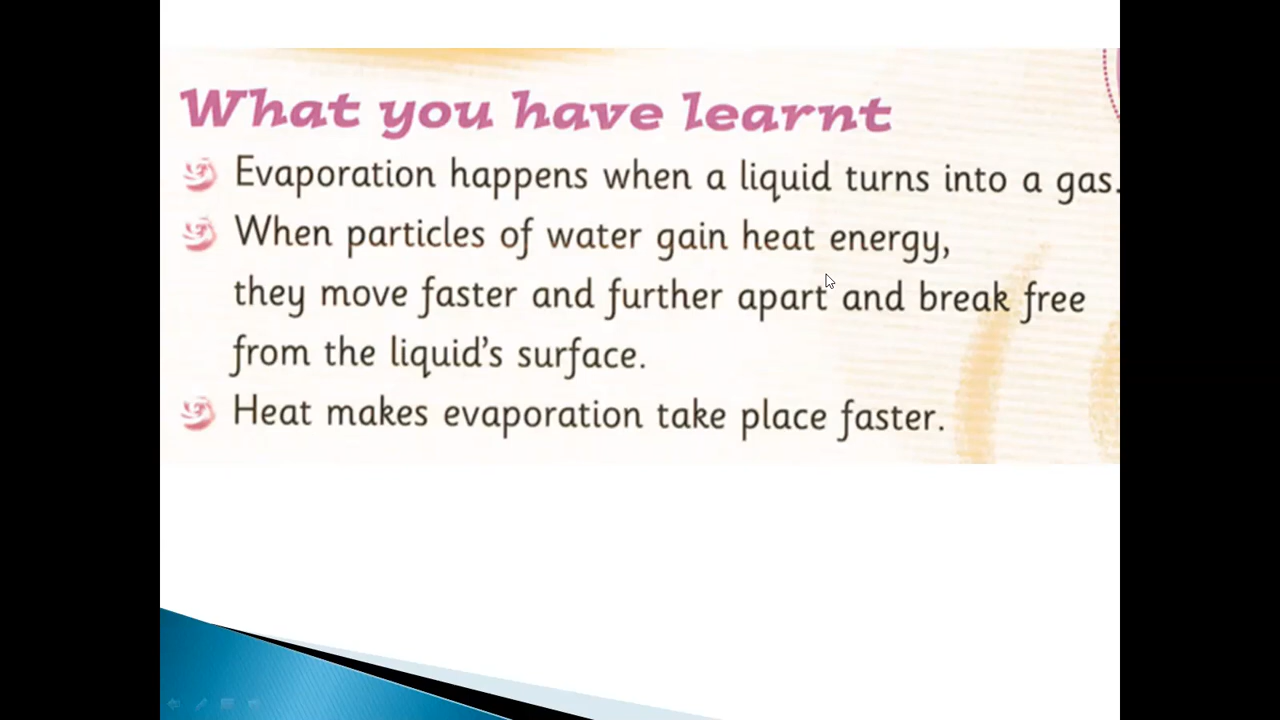 What you have learnt
Evaporation happens when a liquid turns into a gas.
When particles of water gain heat energy,
they move faster and further apart and break free
from the liquid's surface.
Heat makes evaporation take place faster.